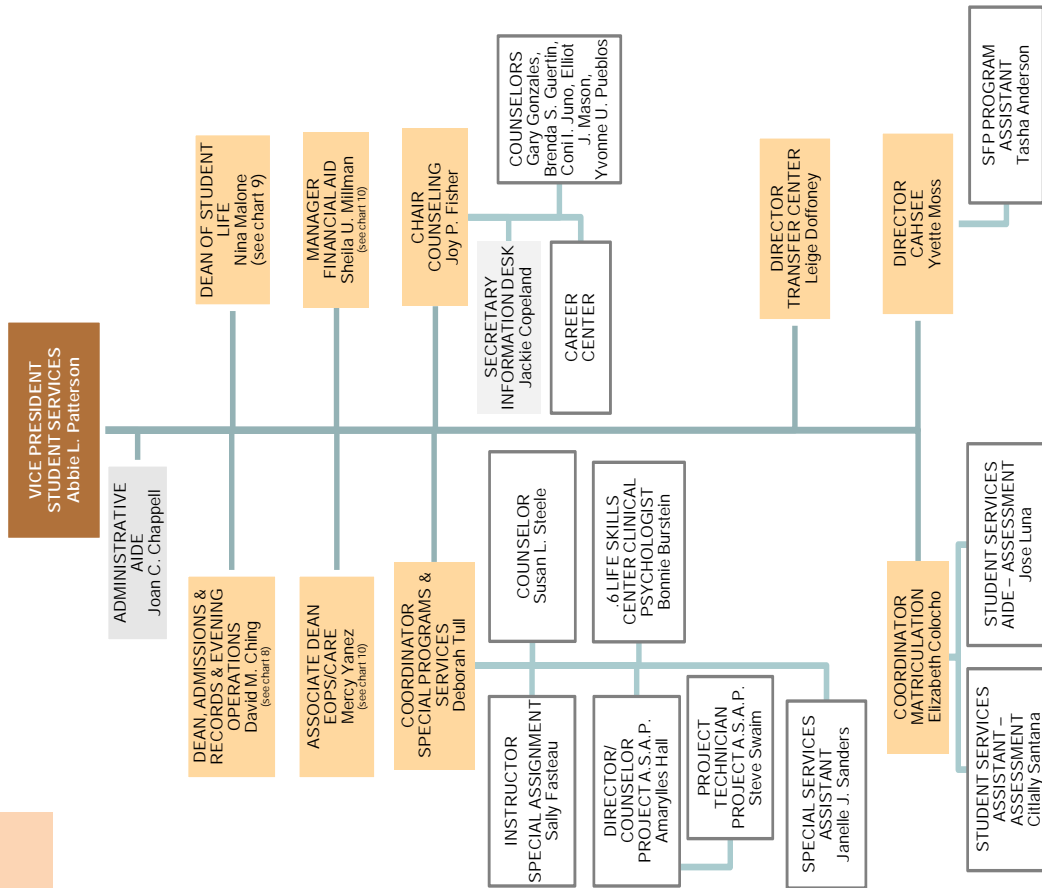 VICE PRESIDENT
STUDENT SERVICES
Abbie L. Patterson
ADMINISTRATIVE
AIDE
Joan C. Chappell
DEAN, ADMISSIONS &
RECORDS & EVENING
OPERATIONS
David M. Ching
(see chart 8)
DEAN OF STUDENT
LIFE
Nina Malone
(see chart 9)
ASSOCIATE DEAN
EOPS/CARE
Mercy Yanez
(see chart 10)
MANAGER
FINANCIAL AID
Sheila U. Millman
(see chart 10)
COORDINATOR
SPECIAL PROGRAMS &
SERVICES
Deborah Tull
CHAIR
COUNSELING
Joy P. Fisher
INSTRUCTOR
SPECIAL ASSIGNMENT
Sally Fasteau
COUNSELOR
Susan L. Steele
SECRETARY
INFORMATION DESK
Jackie Copeland
COUNSELORS
Gary Gonzales,
Brenda S. Guertin,
Coni I. Juno, Elliot
J. Mason,
Yvonne U. Pueblos
DIRECTOR/
COUNSELOR
PROJECT A.S.A.P.
Amarylles Hall
.6 LIFE SKILLS
CENTER CLINICAL
PSYCHOLOGIST
Bonnie Burstein
CAREER
CENTER
PROJECT
TECHNICIAN
PROJECT A.S.A.P.
Steve Swaim
SPECIAL SERVICES
ASSISTANT
Janelle J. Sanders
DIRECTOR
TRANSFER CENTER
Leige Doffoney
COORDINATOR
MATRICULATION
Elizabeth Colocho
DIRECTOR
CAHSEE
Yvette Moss
STUDENT SERVICES
ASSISTANT –
ASSESSMENT
Citlally Santana
STUDENT SERVICES
AIDE – ASSESSMENT
Jose Luna
SFP PROGRAM
ASSISTANT
Tasha Anderson